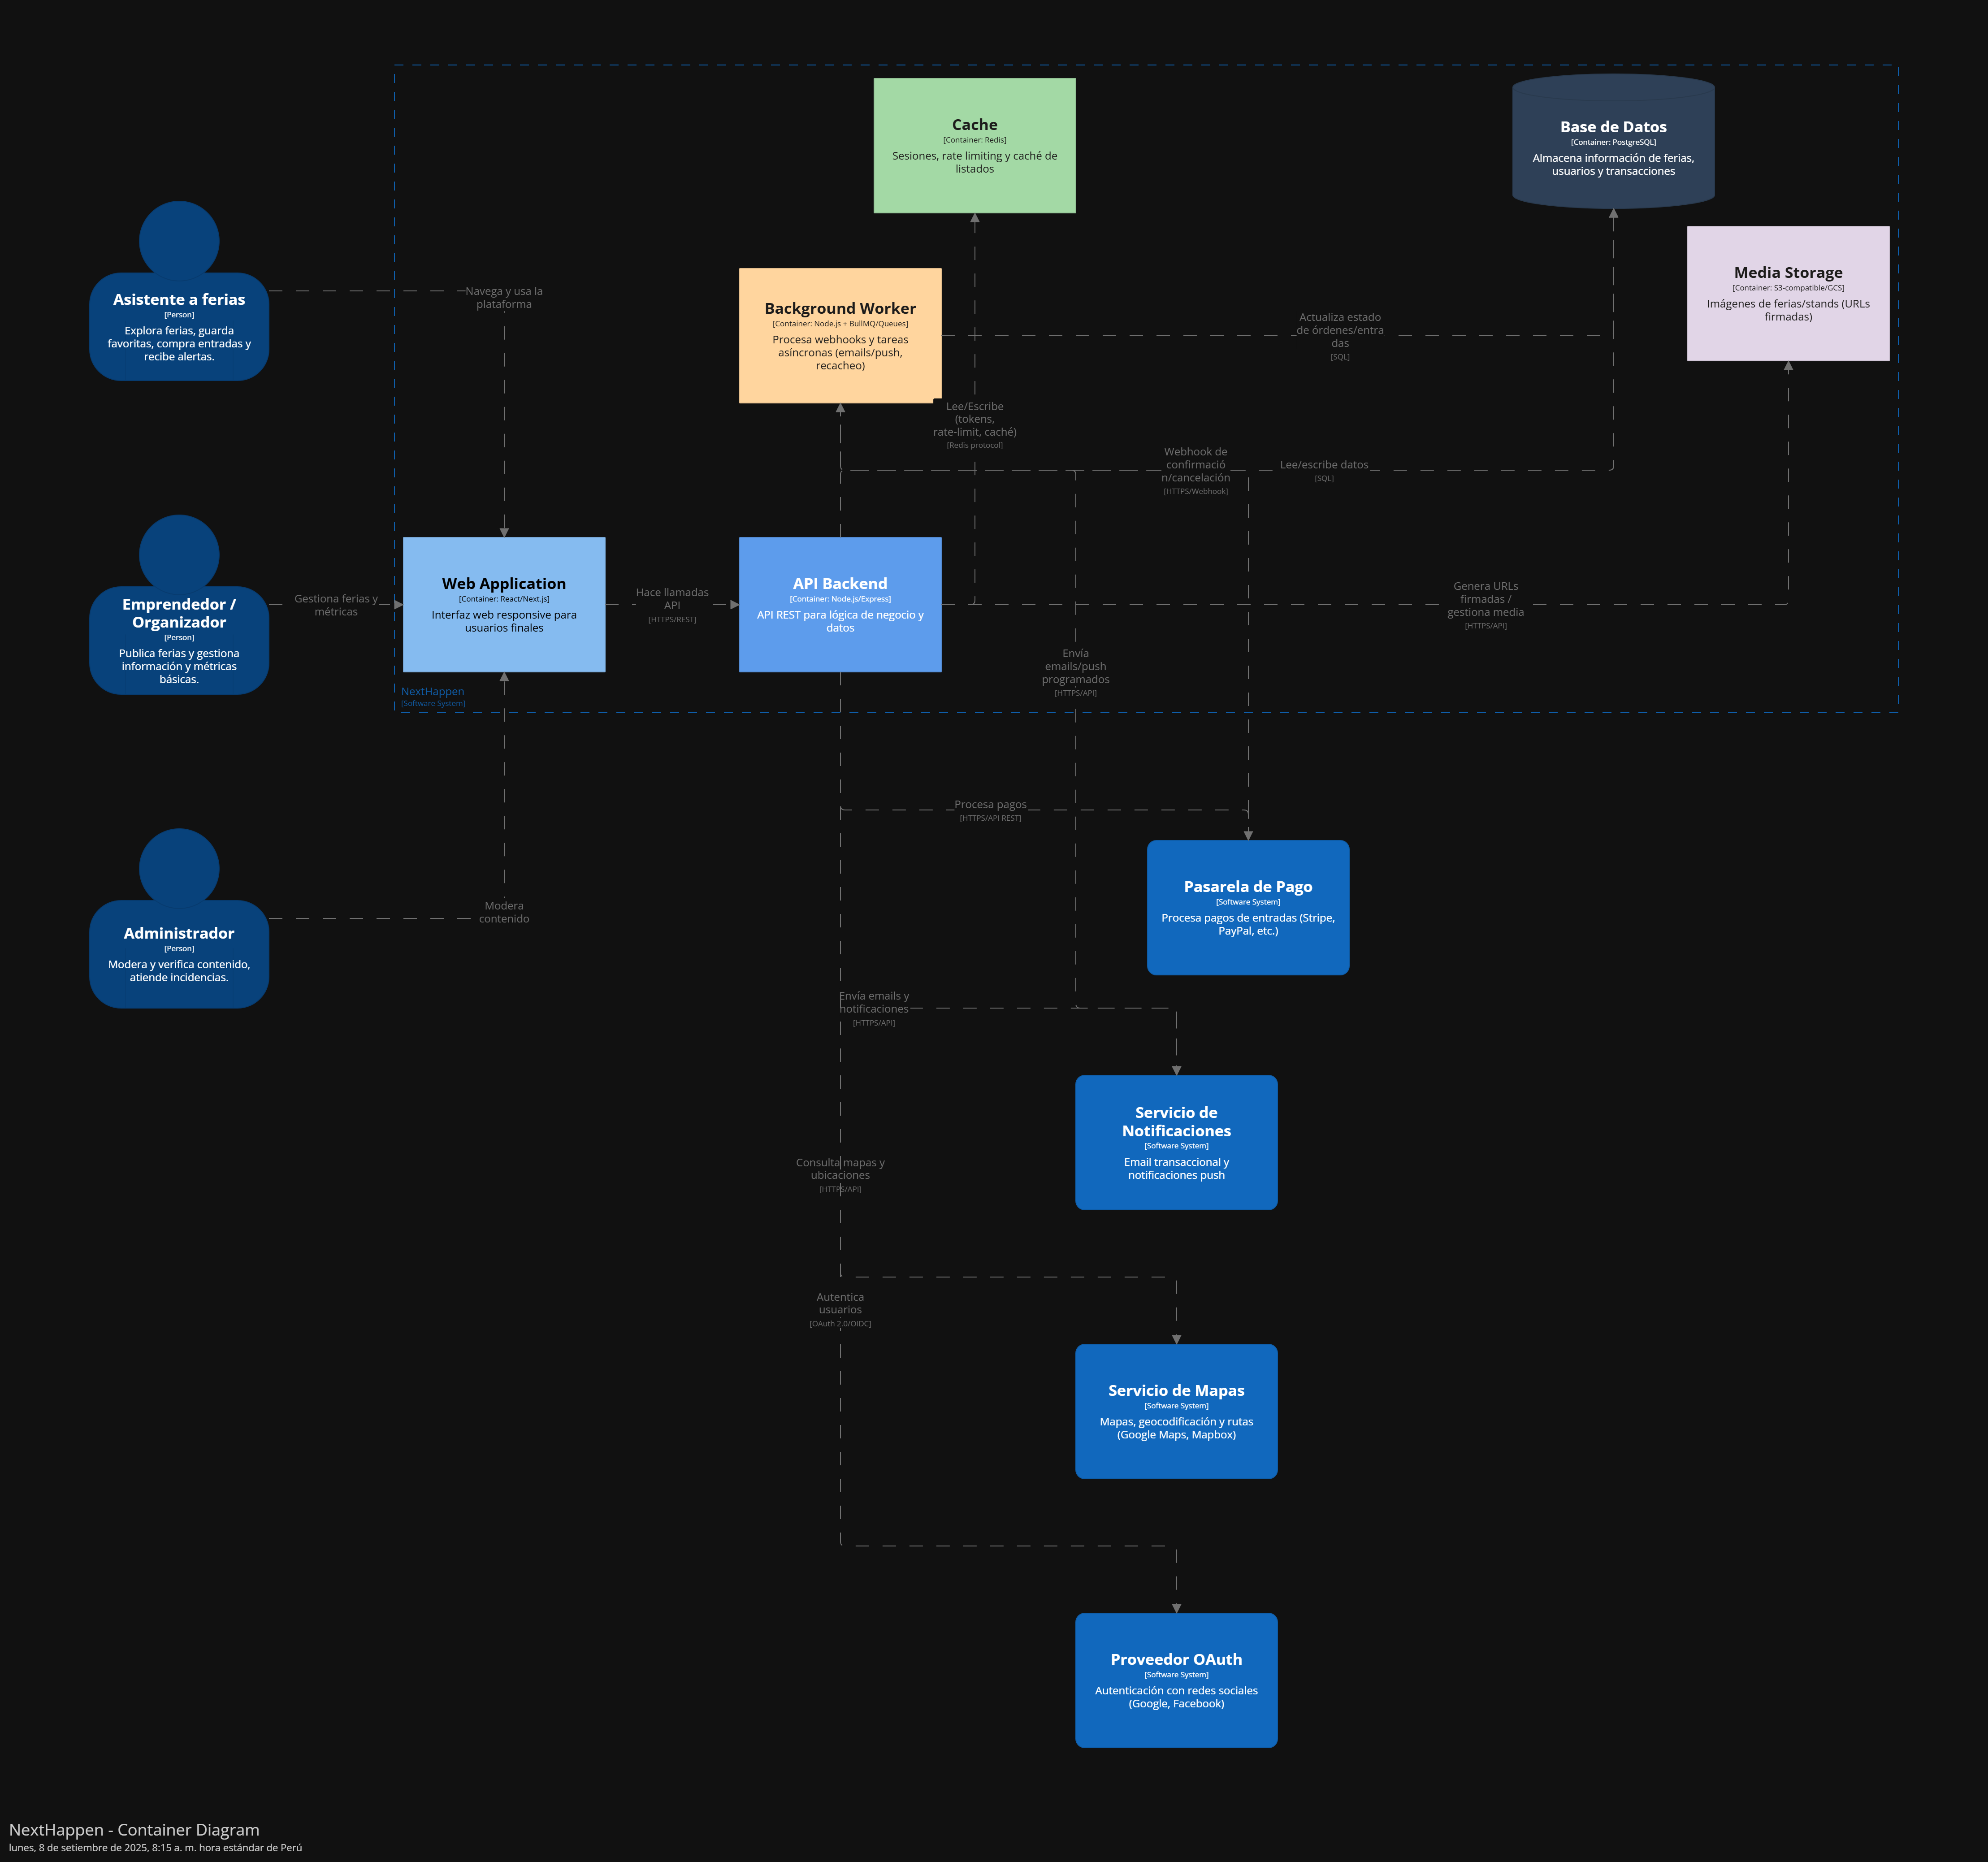 Cache
[Container: Redis]
Sesiones, rate limiting y caché de
listados
Base de Datos
[Container: PostgreSQL]
Almacena información de ferias,
usuarios y transacciones
Media Storage
[Container: S3-compatible/GCS]
Imágenes de ferias/stands (URLs
firmadas)
Asistente a ferias
[Person]
Explora ferias, guarda
favoritas, compra entradas y
recibe alertas.
Navega y usa la
plataforma
Background Worker
[Container: Node.js + BullMQ/Queues]
Procesa webhooks y tareas
asíncronas (emails/push,
recacheo)
Actualiza estado
de órdenes/entra
das
[SQL]
Lee/Escribe
(tokens,
rate-limit, caché)
[Redis protocol]
Webhook de
confirmació
n/cancelación
[HTTPS/Webhook]
Lee/escribe datos
[SQL]
Emprendedor /
Organizador
[Person]
Publica ferias y gestiona
información y métricas
básicas.
Gestiona ferias y
métricas
Web Application
[Container: React/Next.js]
Interfaz web responsive para
usuarios finales
Hace llamadas
API
[HTTPS/REST]
API Backend
[Container: Node.js/Express]
API REST para lógica de negocio y
datos
Genera URLs
firmadas /
gestiona media
[HTTPS/API]
Envía
emails/push
programados
[HTTPS/API]
NextHappen
[Software System]
Procesa pagos
[HTTPS/API REST]
Administrador
[Person]
Modera y verifica contenido,
atiende incidencias.
Modera
contenido
Pasarela de Pago
[Software System]
Procesa pagos de entradas (Stripe,
PayPal, etc.)
Envía emails y
notificaciones
[HTTPS/API]
Servicio de
Notificaciones
[Software System]
Email transaccional y
notificaciones push
Consulta mapas y
ubicaciones
[HTTPS/API]
Autentica
usuarios
[OAuth 2.0/OIDC]
Servicio de Mapas
[Software System]
Mapas, geocodificación y rutas
(Google Maps, Mapbox)
Proveedor OAuth
[Software System]
Autenticación con redes sociales
(Google, Facebook)
NextHappen - Container Diagram
lunes, 8 de setiembre de 2025, 8:15 a. m. hora estándar de Perú